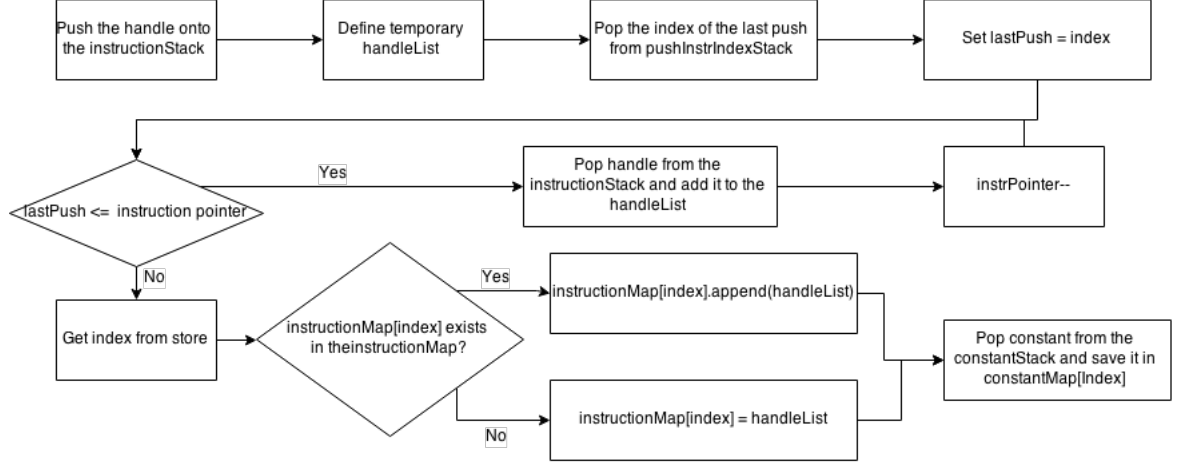 Push the handle onto
the instructionStack
Define temporary
handleList
Pop the index of the last push
from pushInstrIndexStack
Set lastPush = index
lastPush <= instruction pointer
Yes
Pop handle from the
instructionStack and add it to the
handleList
instrPointer--
No
Get index from store
instructionMap[index] exists
in theinstructionMap?
Yes
instructionMap[index].append(handleList)
No
instructionMap[index] = handleList
Pop constant from the
constantStack and save it in
constantMap[Index]